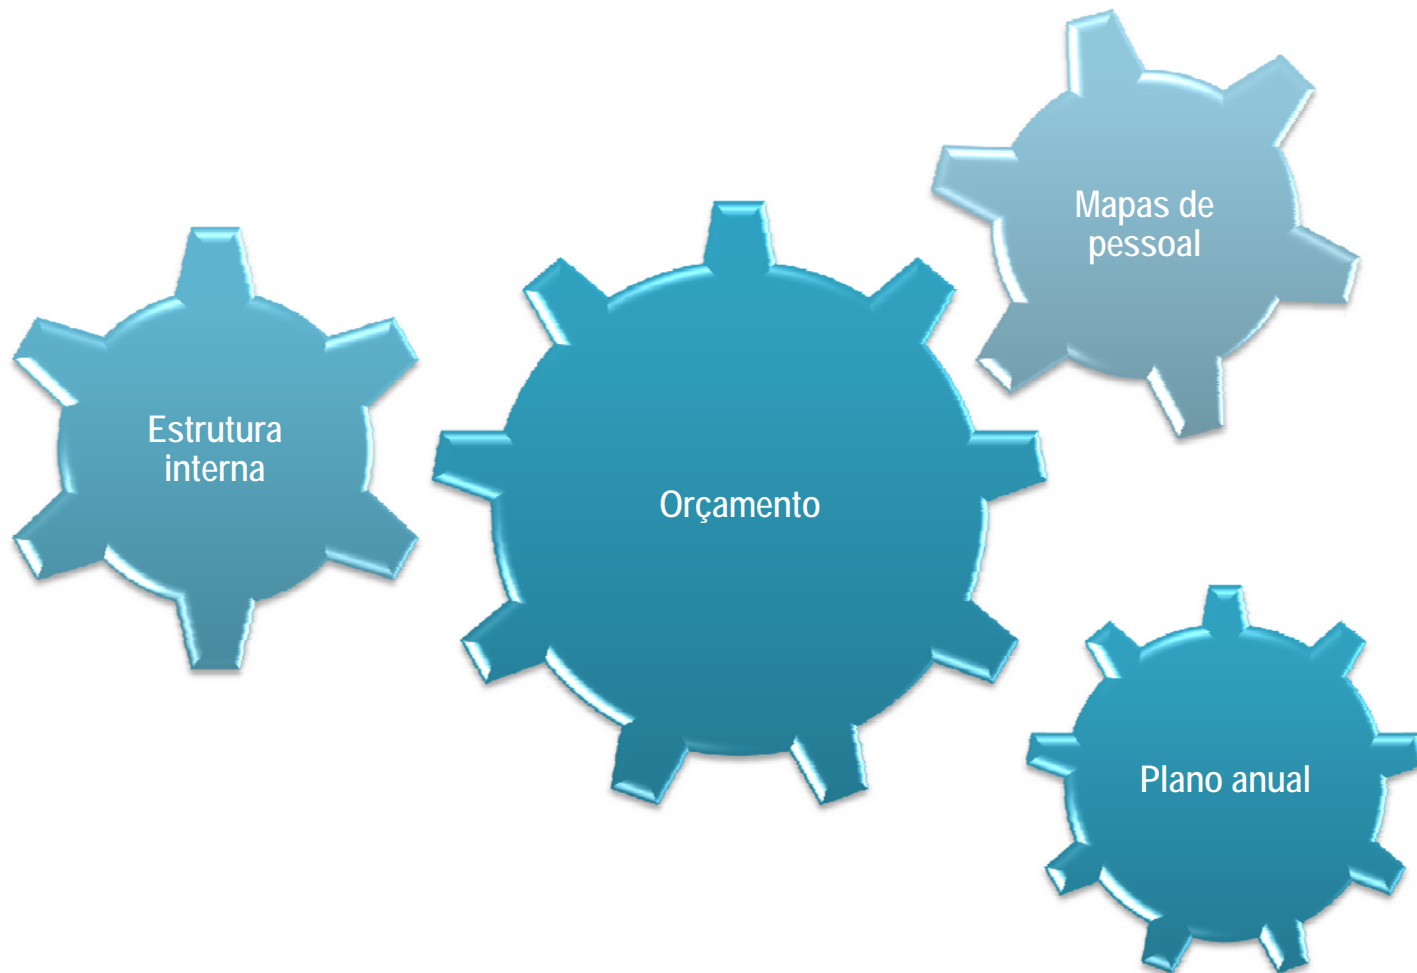 Mapas de
pessoal
Estrutura
interna
Orçamento
Plano anual